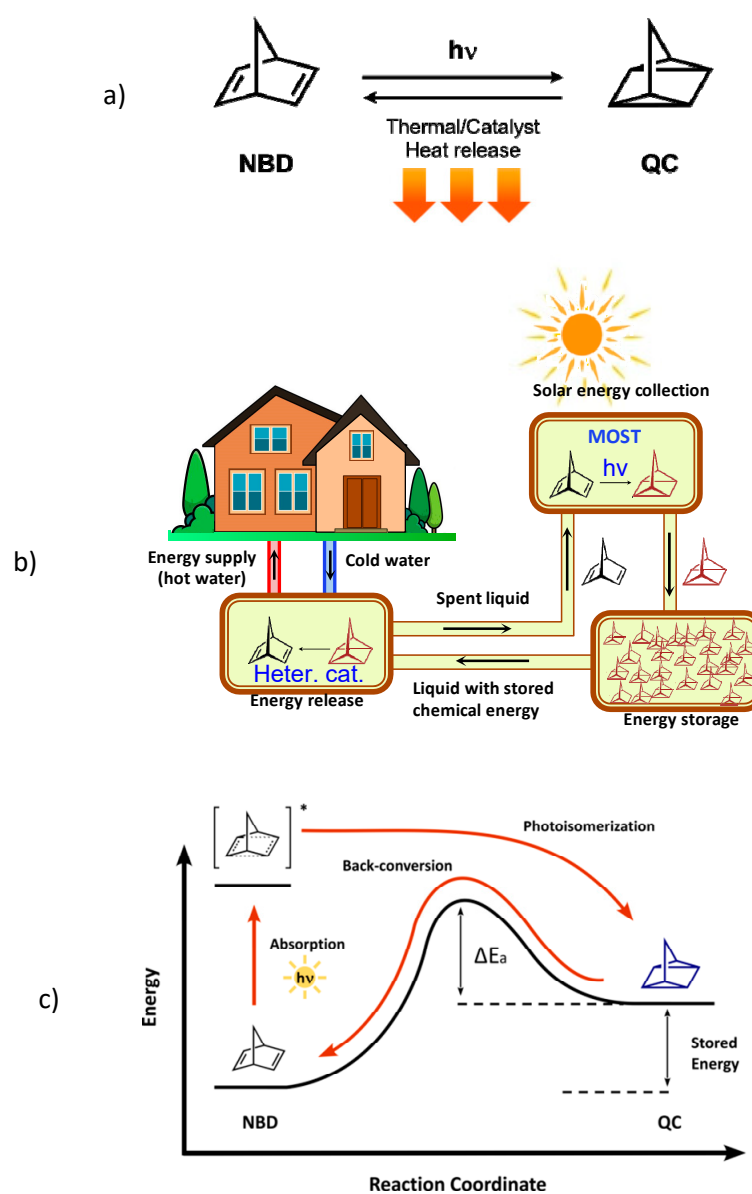 a)
hν
Thermal/Catalyst
Heat release
NBD
QC
b)
Solar energy collection
MOST
hν
Energy supply
(hot water)
Cold water
Spent liquid
Heter. cat.
Energy release
Liquid with stored
chemical energy
Energy storage
c)
*
Photoisomerization
Back-conversion
Absorption
hν
ΔEa
Energy
Stored
Energy
NBD
QC
Reaction Coordinate